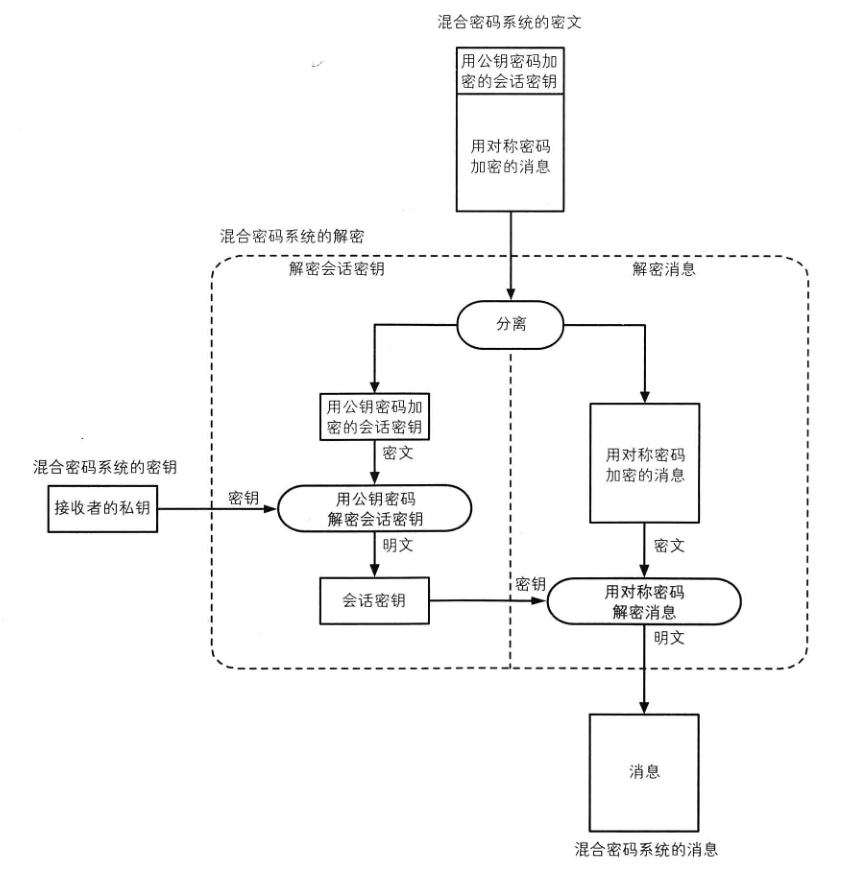 混合密码系统的密文
用公钥密码加
密的会话密钥
用对称密码
加密的消息
混合密码系统的解密
解密会话密钥
解密消息
分离
用公钥密码加
密的会话密钥
密文
用对称密码
加密的消息
混合密码系统的密钥
接收者的私钥
密钥
用公钥密码
解密会话密钥
明文
密文
会话密钥
密钥
用对称密码
解密消息
明文
消息
混合密码系统的消息